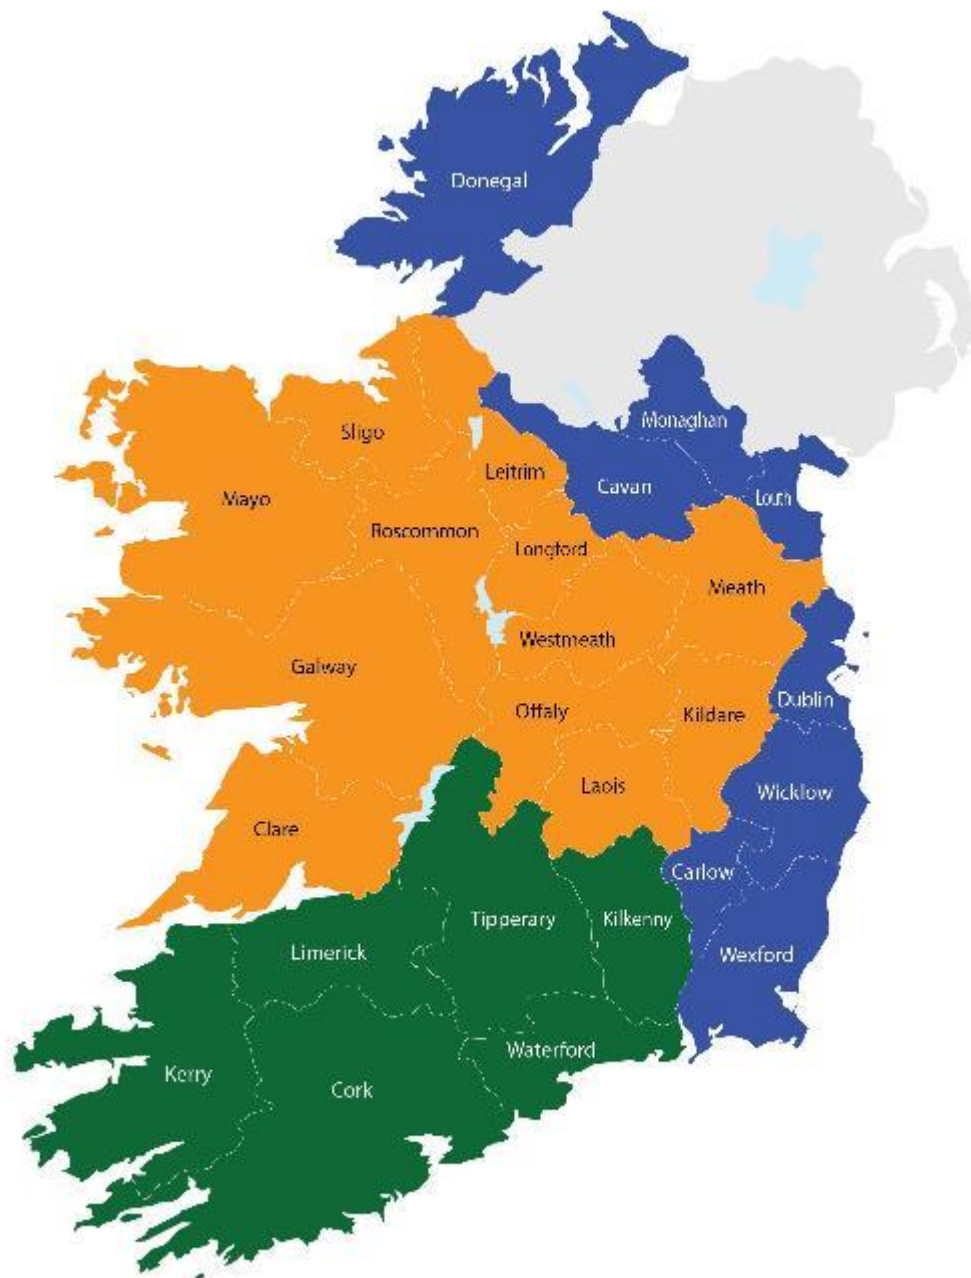 Donegal
Monaghan
Sligo
Leitrim
Cavan
Mayo
Louth
Roscommon
Longford
Meath
Westmeath
Galway
Dublin
Offaly
Kildare
Laois
Wicklow
Clare
Carlow
Tipperary
Kilkenny
Limerick
Wexford
Waterford
Kerry
Cork